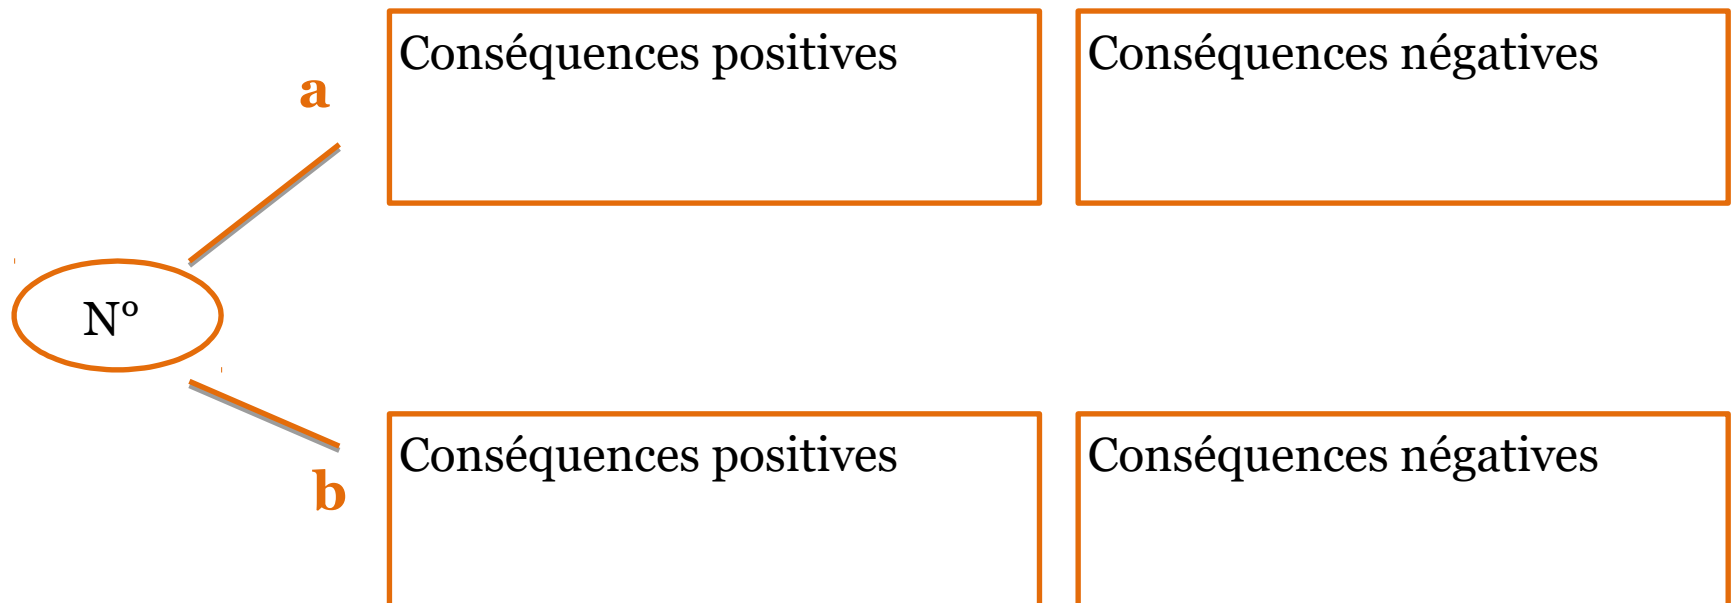 Conséquences positives
Conséquences négatives
a
N°
Conséquences positives
Conséquences négatives
b